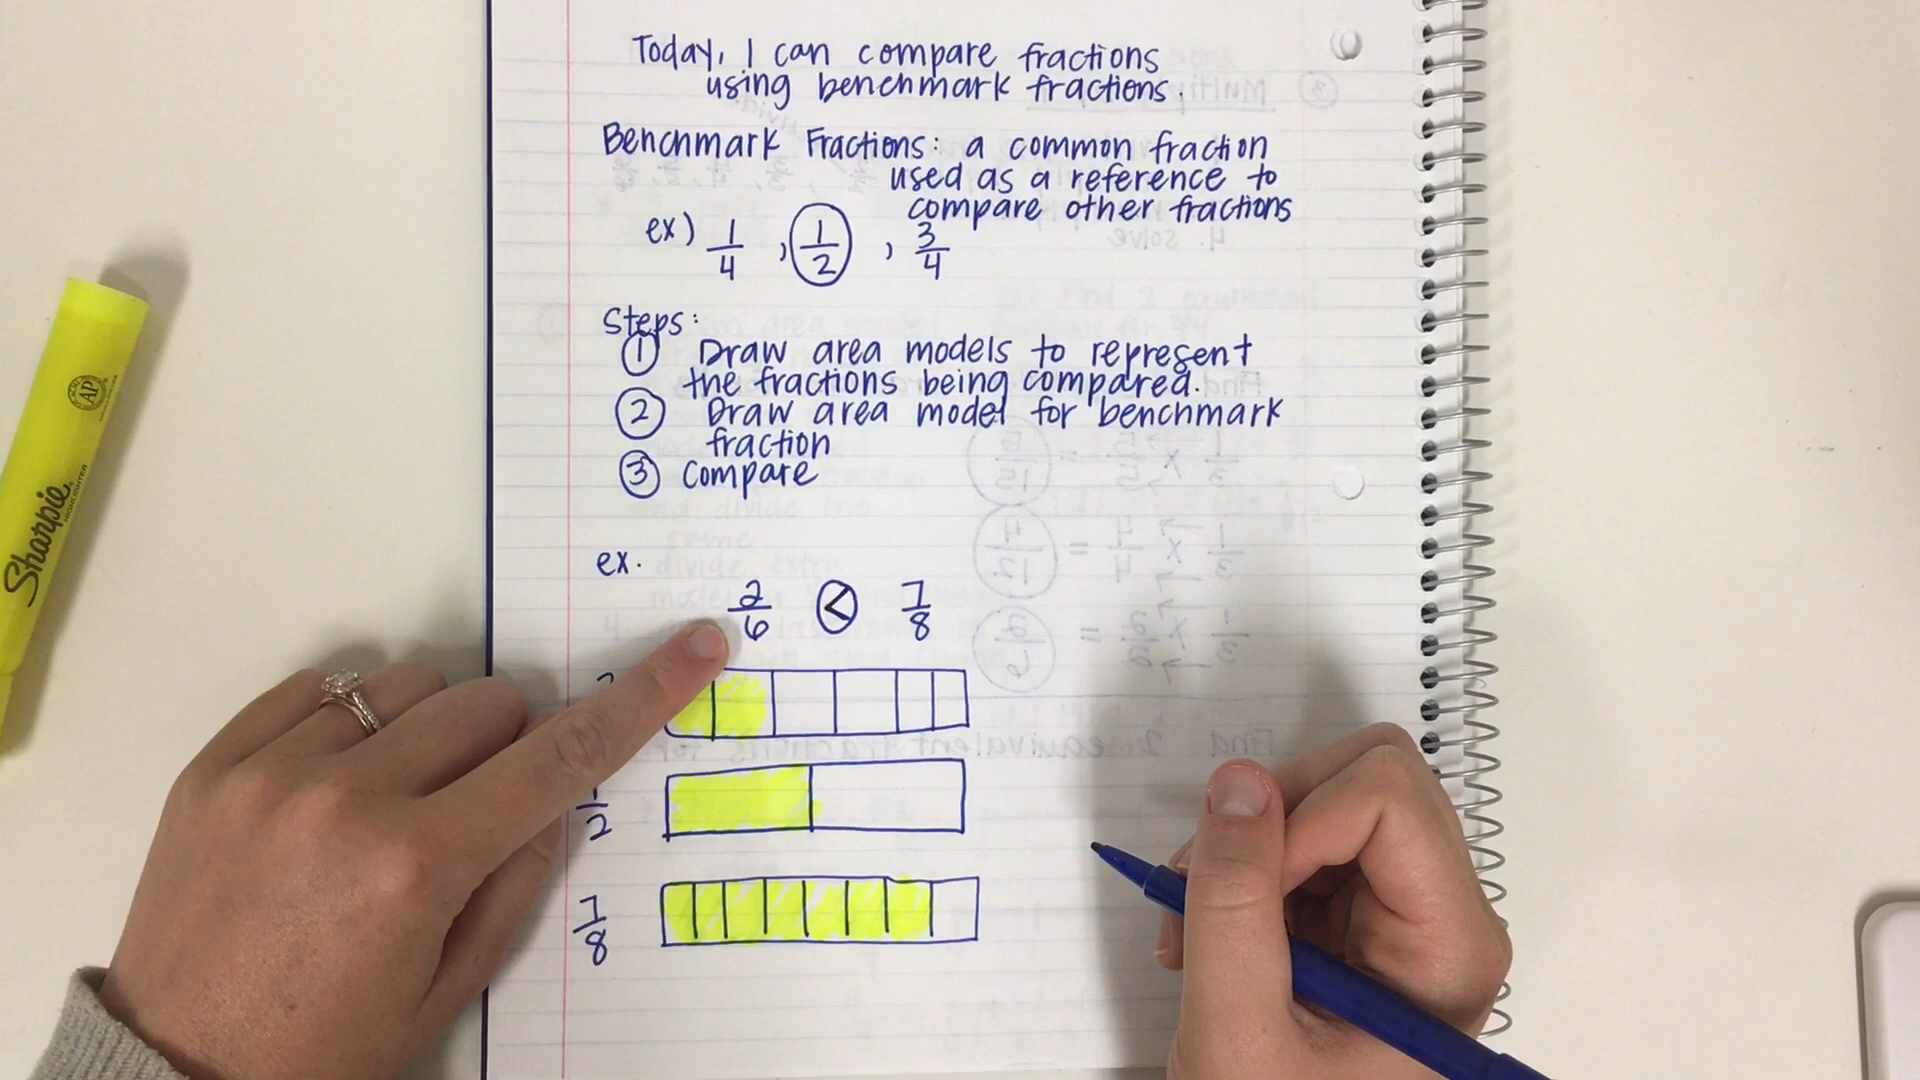 Today, I can compare fractions
using benchmark fractions.
Benchmark Fractions: a common fraction
used as a reference to
compare other fractions
ex) 1/4 , 1/2 , 3/4
Steps:
1 Draw area models to represent
the fractions being compared.
2 Draw area model for benchmark
fraction
3 Compare
ex.
2/6 < 7/8
2
7/8
Sharpie
HIGHLIGHTER
AP